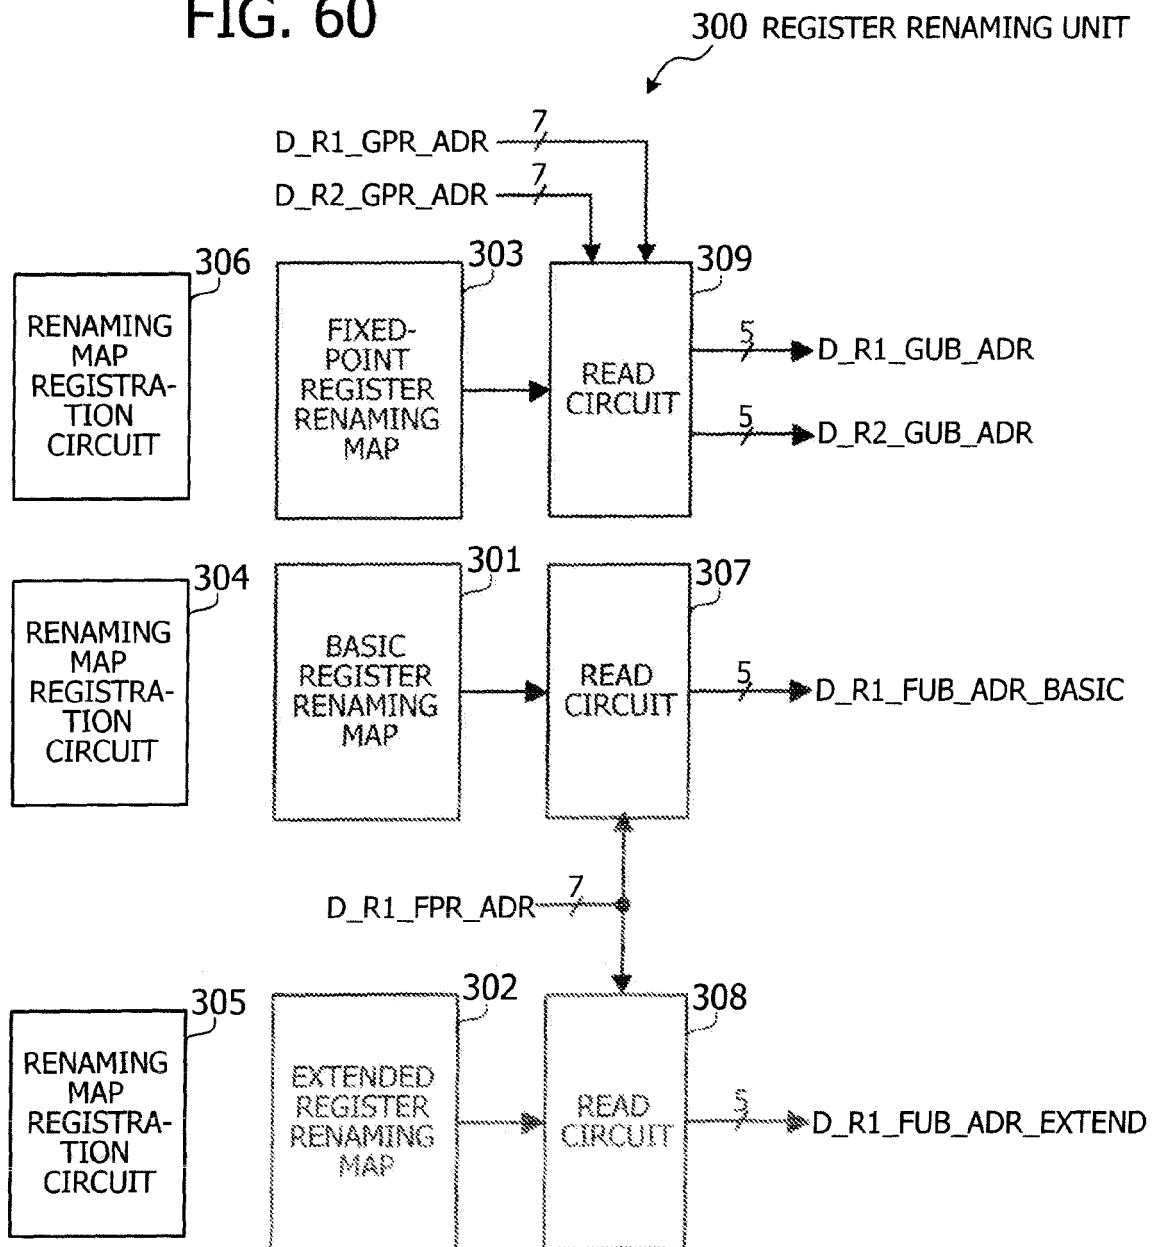 FIG. 60
300 REGISTER RENAMING UNIT
D_R1_GPR_ADR
7
D_R2_GPR_ADR
7
306
RENAMING
MAP
REGISTRA-
TION
CIRCUIT
303
FIXED-
POINT
REGISTER
RENAMING
MAP
309
READ
CIRCUIT
5
D_R1_GUB_ADR
5
D_R2_GUB_ADR
304
RENAMING
MAP
REGISTRA-
TION
CIRCUIT
301
BASIC
REGISTER
RENAMING
MAP
307
READ
CIRCUIT
5
D_R1_FUB_ADR_BASIC
D_R1_FPR_ADR
7
305
RENAMING
MAP
REGISTRA-
TION
CIRCUIT
302
EXTENDED
REGISTER
RENAMING
MAP
308
READ
CIRCUIT
5
D_R1_FUB_ADR_EXTEND